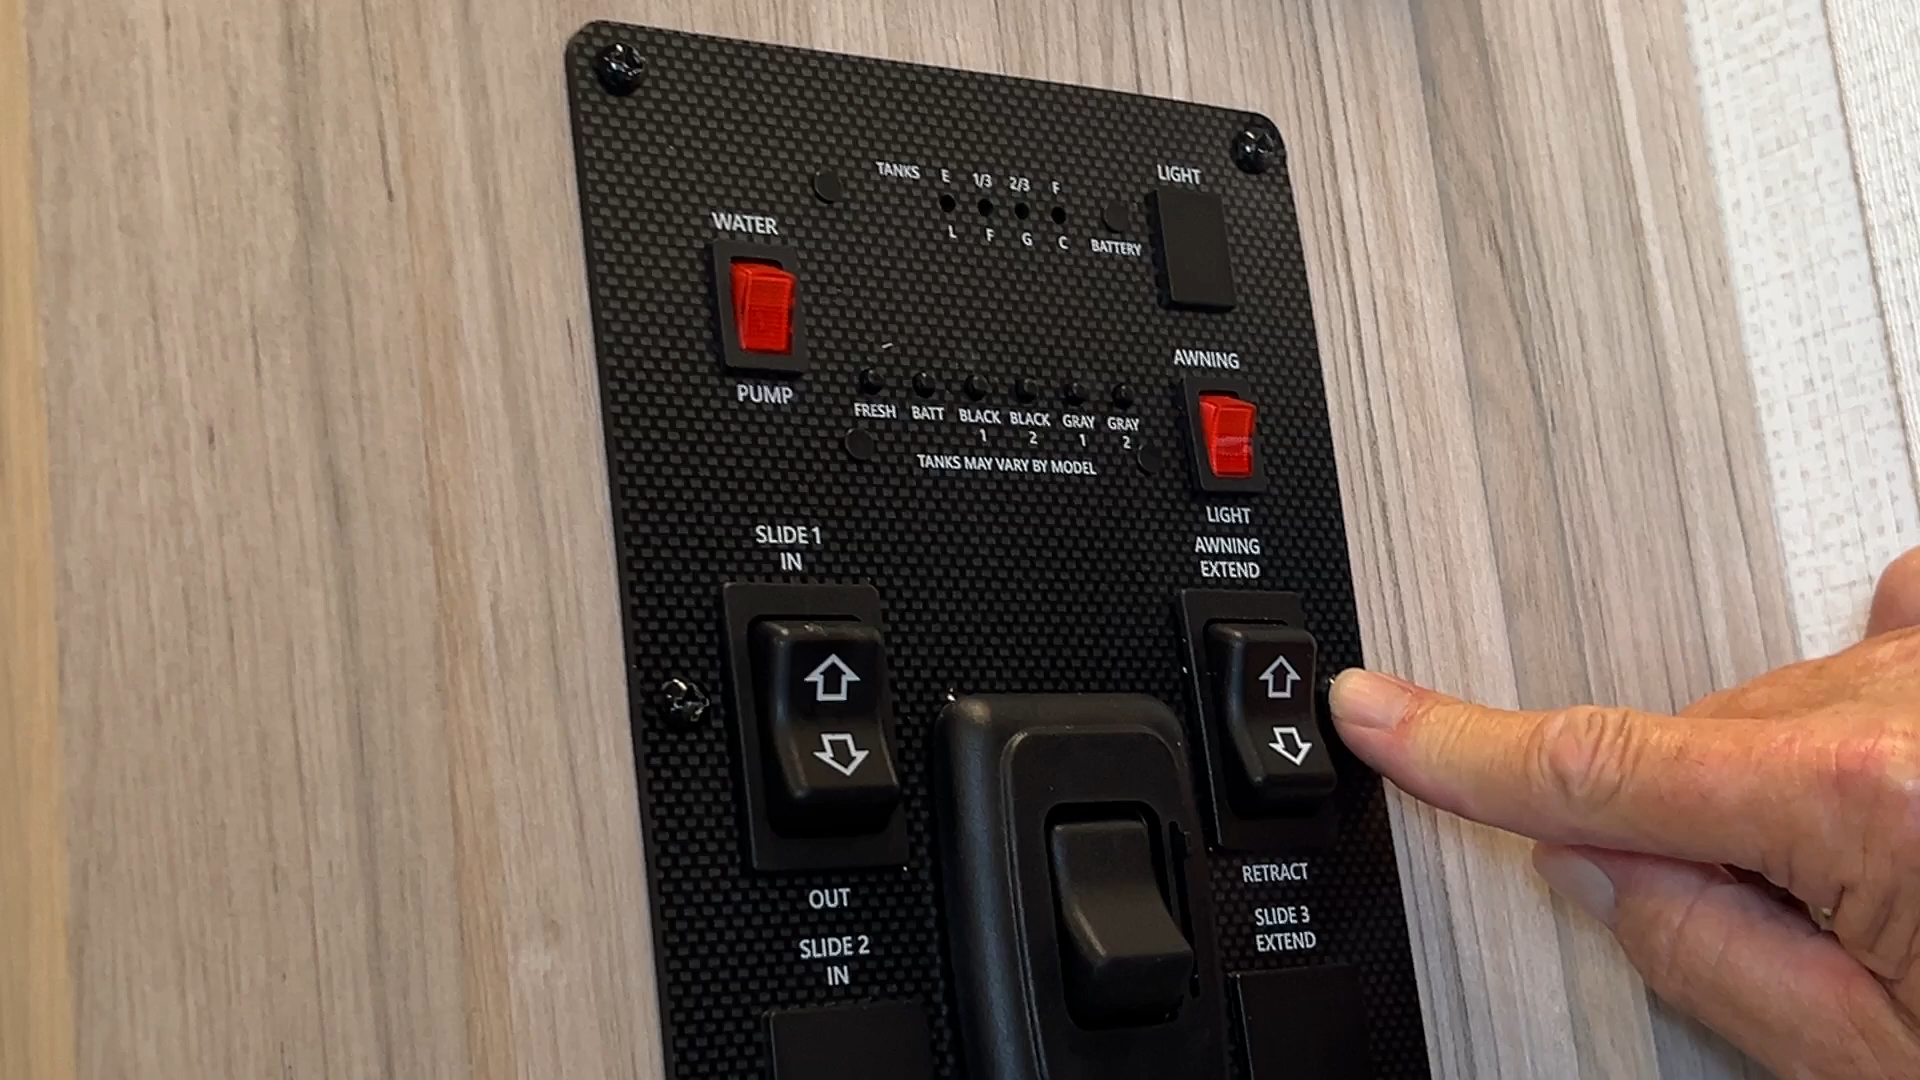 TANKS E 1/3 2/3 F
L F G C BATTERY
LIGHT
WATER
PUMP
AWNING
LIGHT
FRESH BATT BLACK 1 BLACK 2 GRAY 1 GRAY 2
TANKS MAY VARY BY MODEL
SLIDE 1
IN
OUT
AWNING
EXTEND
RETRACT
SLIDE 2
IN
SLIDE 3
EXTEND